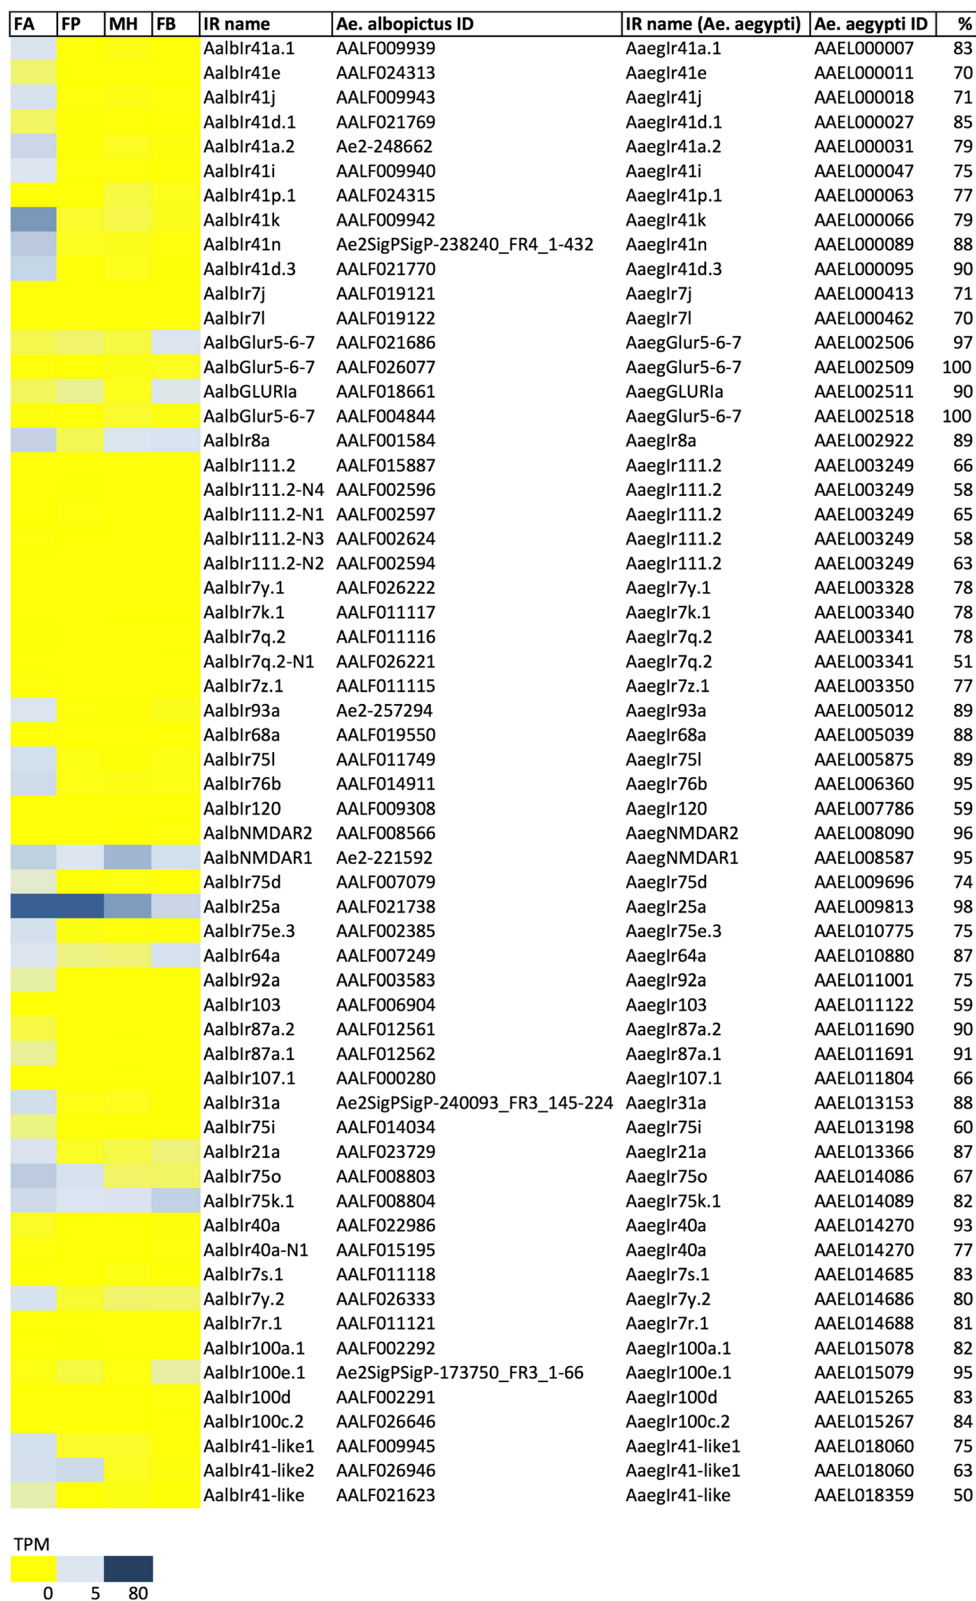 FA FP MH FB IR name Ae. albopictus ID IR name (Ae. aegypti) Ae. aegypti ID %
AalbIr41a.1 AALF009939 AaegIr41a.1 AAEL000007 83
AalbIr41e AALF024313 AaegIr41e AAEL000011 70
AalbIr41j AALF009943 AaegIr41j AAEL000018 71
AalbIr41d.1 AALF021769 AaegIr41d.1 AAEL000027 85
AalbIr41a.2 Ae2-248662 AaegIr41a.2 AAEL000031 79
AalbIr41i AALF009940 AaegIr41i AAEL000047 75
AalbIr41p.1 AALF024315 AaegIr41p.1 AAEL000063 77
AalbIr41k AALF009942 AaegIr41k AAEL000066 79
AalbIr41n Ae2SigPSigP-238240_FR4_1-432 AaegIr41n AAEL000089 88
AalbIr41d.3 AALF021770 AaegIr41d.3 AAEL000095 90
AalbIr7j AALF019121 AaegIr7j AAEL000413 71
AalbIr7l AALF019122 AaegIr7l AAEL000462 70
AalbGlur5-6-7 AALF021686 AaegGlur5-6-7 AAEL002506 97
AalbGlur5-6-7 AALF026077 AaegGlur5-6-7 AAEL002509 100
AalbGLURIa AALF018661 AaegGLURIa AAEL002511 90
AalbGlur5-6-7 AALF004844 AaegGlur5-6-7 AAEL002518 100
AalbIr8a AALF001584 AaegIr8a AAEL002922 89
AalbIr111.2 AALF015887 AaegIr111.2 AAEL003249 66
AalbIr111.2-N4 AALF002596 AaegIr111.2 AAEL003249 58
AalbIr111.2-N1 AALF002597 AaegIr111.2 AAEL003249 65
AalbIr111.2-N3 AALF002624 AaegIr111.2 AAEL003249 58
AalbIr111.2-N2 AALF002594 AaegIr111.2 AAEL003249 63
AalbIr7y.1 AALF026222 AaegIr7y.1 AAEL003328 78
AalbIr7k.1 AALF011117 AaegIr7k.1 AAEL003340 78
AalbIr7q.2 AALF011116 AaegIr7q.2 AAEL003341 78
AalbIr7q.2-N1 AALF026221 AaegIr7q.2 AAEL003341 51
AalbIr7z.1 AALF011115 AaegIr7z.1 AAEL003350 77
AalbIr93a Ae2-257294 AaegIr93a AAEL005012 89
AalbIr68a AALF019550 AaegIr68a AAEL005039 88
AalbIr75l AALF011749 AaegIr75l AAEL005875 89
AalbIr76b AALF014911 AaegIr76b AAEL006360 95
AalbIr120 AALF009308 AaegIr120 AAEL007786 59
AalbNMDAR2 AALF008566 AaegNMDAR2 AAEL008090 96
AalbNMDAR1 Ae2-221592 AaegNMDAR1 AAEL008587 95
AalbIr75d AALF007079 AaegIr75d AAEL009696 74
AalbIr25a AALF021738 AaegIr25a AAEL009813 98
AalbIr75e.3 AALF002385 AaegIr75e.3 AAEL010775 75
AalbIr64a AALF007249 AaegIr64a AAEL010880 87
AalbIr92a AALF003583 AaegIr92a AAEL011001 75
AalbIr103 AALF006904 AaegIr103 AAEL011122 59
AalbIr87a.2 AALF012561 AaegIr87a.2 AAEL011690 90
AalbIr87a.1 AALF012562 AaegIr87a.1 AAEL011691 91
AalbIr107.1 AALF000280 AaegIr107.1 AAEL011804 66
AalbIr31a Ae2SigPSigP-240093_FR3_145-224 AaegIr31a AAEL013153 88
AalbIr75i AALF014034 AaegIr75i AAEL013198 60
AalbIr21a AALF023729 AaegIr21a AAEL013366 87
AalbIr75o AALF008803 AaegIr75o AAEL014086 67
AalbIr75k.1 AALF008804 AaegIr75k.1 AAEL014089 82
AalbIr40a AALF022986 AaegIr40a AAEL014270 93
AalbIr40a-N1 AALF015195 AaegIr40a AAEL014270 77
AalbIr7s.1 AALF011118 AaegIr7s.1 AAEL014685 83
AalbIr7y.2 AALF026333 AaegIr7y.2 AAEL014686 80
AalbIr7r.1 AALF011121 AaegIr7r.1 AAEL014688 81
AalbIr100a.1 AALF002292 AaegIr100a.1 AAEL015078 82
AalbIr100e.1 Ae2SigPSigP-173750_FR3_1-66 AaegIr100e.1 AAEL015079 95
AalbIr100d AALF002291 AaegIr100d AAEL015265 83
AalbIr100c.2 AALF026646 AaegIr100c.2 AAEL015267 84
AalbIr41-like1 AALF009945 AaegIr41-like1 AAEL018060 75
AalbIr41-like2 AALF026946 AaegIr41-like1 AAEL018060 63
AalbIr41-like AALF021623 AaegIr41-like AAEL018359 50
TPM
0 5 80